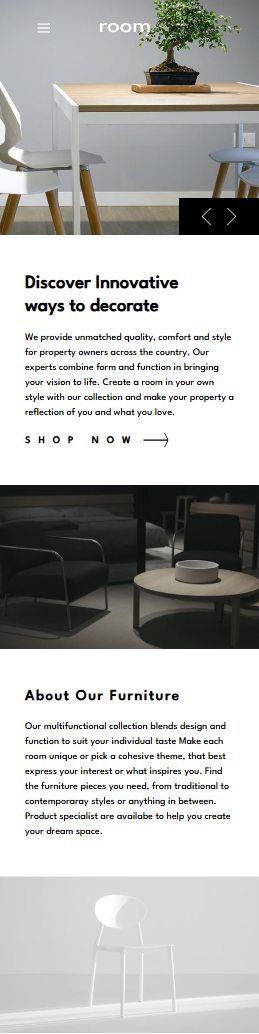 room
Discover Innovative
ways to decorate
We provide unmatched quality, comfort and style
for property owners across the country. Our
experts combine form and function in bringing
your vision to life. Create a room in your own
style with our collection and make your property a
reflection of you and what you love.
SHOP NOW
About Our Furniture
Our multifunctional collection blends design and
function to suit your individual taste Make each
room unique or pick a cohesive theme, that best
express your interest or what inspires you. Find
the furniture pieces you need, from traditional to
contemporaray styles or anything in between.
Product specialist are availabe to help you create
your dream space.